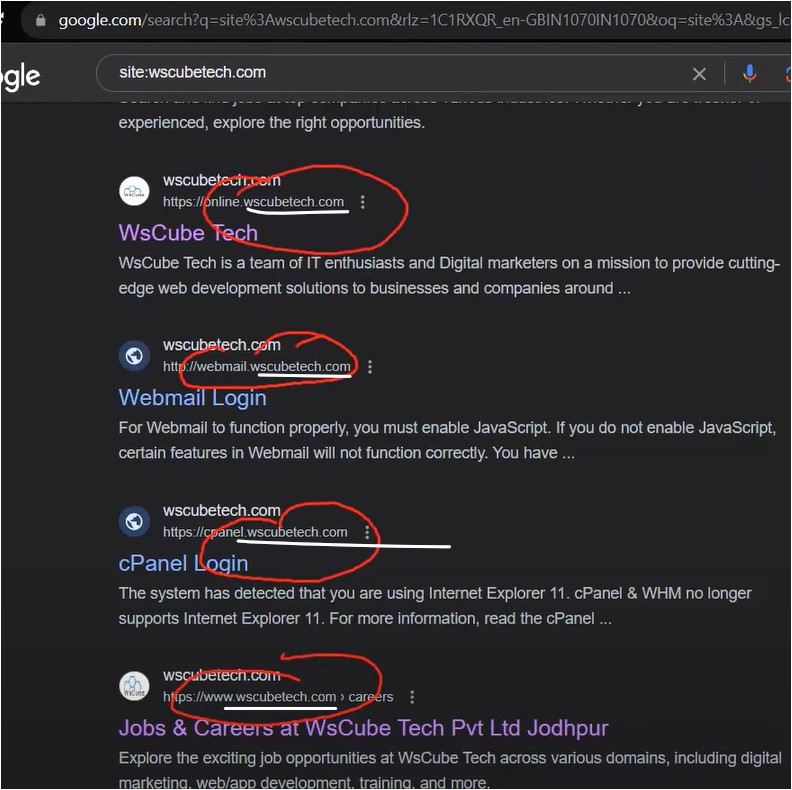 google.com/search?q=site%3Awscubetech.com&rlz=1C1RXQR_en-GBIN1070IN1070&oq=site%3A&gs_lc
gle
site:wscubetech.com
experienced, explore the right opportunities.
wscubetech.com
https://online.wscubetech.com
WsCube Tech
WsCube Tech is a team of IT enthusiasts and Digital marketers on a mission to provide cutting-
edge web development solutions to businesses and companies around ...
wscubetech.com
http://webmail.wscubetech.com
Webmail Login
For Webmail to function properly, you must enable JavaScript. If you do not enable JavaScript,
certain features in Webmail will not function correctly. You have ...
wscubetech.com
https://cpanel.wscubetech.com
cPanel Login
The system has detected that you are using Internet Explorer 11. cPanel & WHM no longer
supports Internet Explorer 11. For more information, read the cPanel ...
wscubetech.com
https://www.wscubetech.com › careers
Jobs & Careers at WsCube Tech Pvt Ltd Jodhpur
Explore the exciting job opportunities at WsCube Tech across various domains, including digital
marketing, web/app development, training, and more.